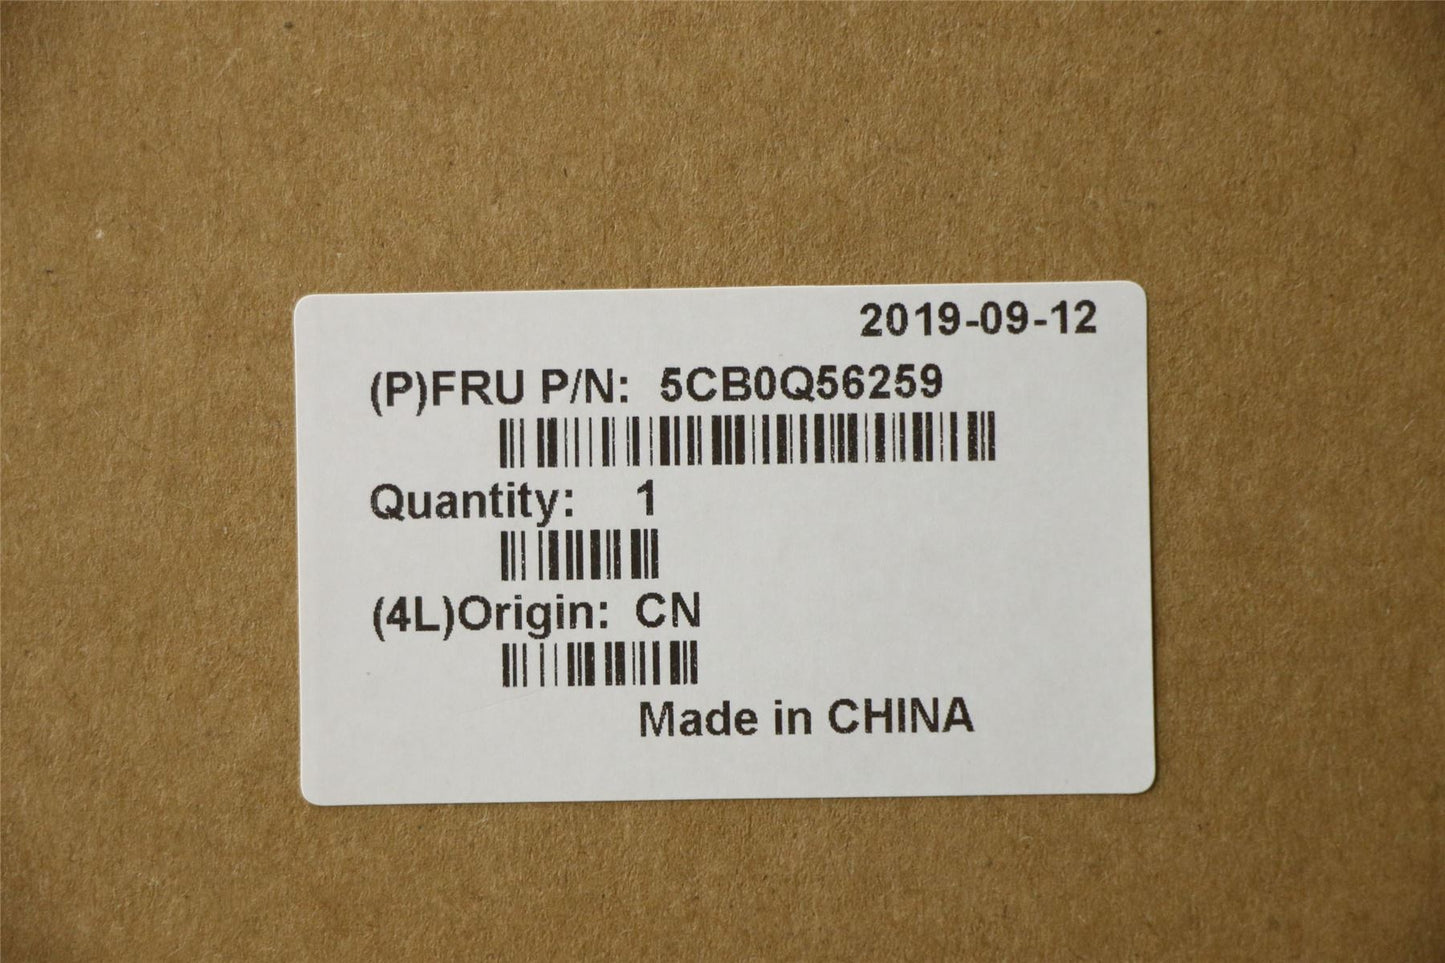 2019-09-12
(P)FRU P/N: 5CB0Q56259
Quantity: 1
(4L)Origin: CN
Made in CHINA